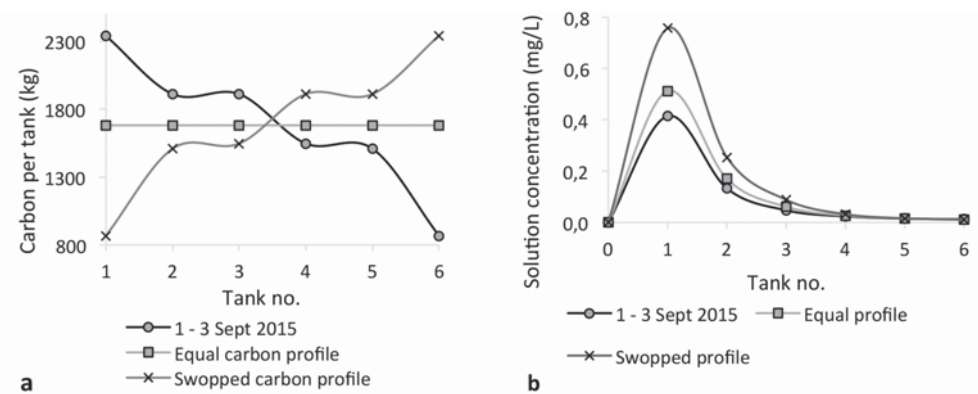 Carbon per tank (kg)
2300
1800
1300
800
1 2 3 4 5 6
Tank no.
1 - 3 Sept 2015
Equal carbon profile
Swopped carbon profile
a
Solution concentration (mg/L)
0,8
0,6
0,4
0,2
0,0
0 1 2 3 4 5 6
Tank no.
1 - 3 Sept 2015 Equal profile
Swopped profile
b